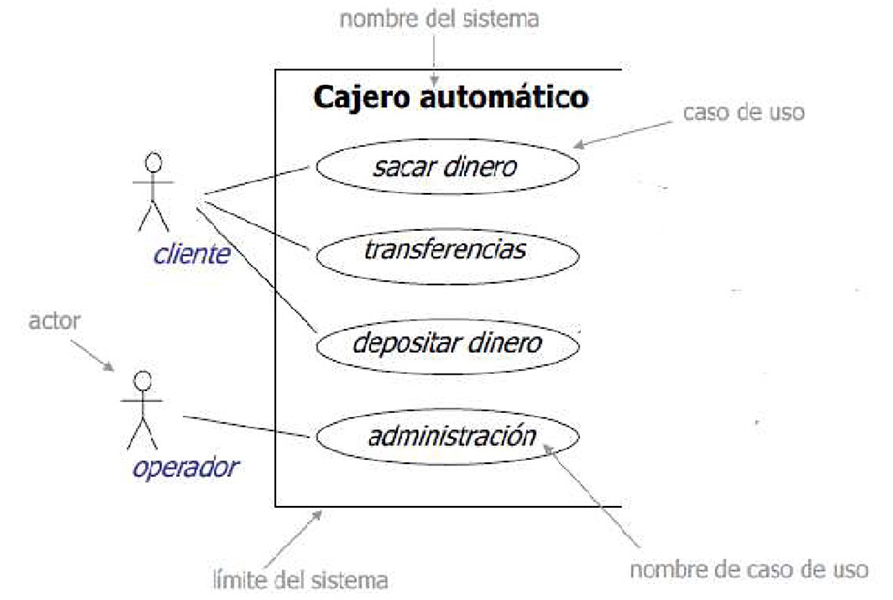 nombre del sistema
Cajero automático
caso de uso
sacar dinero
cliente
transferencias
actor
depositar dinero
operador
administración
límite del sistema
nombre de caso de uso